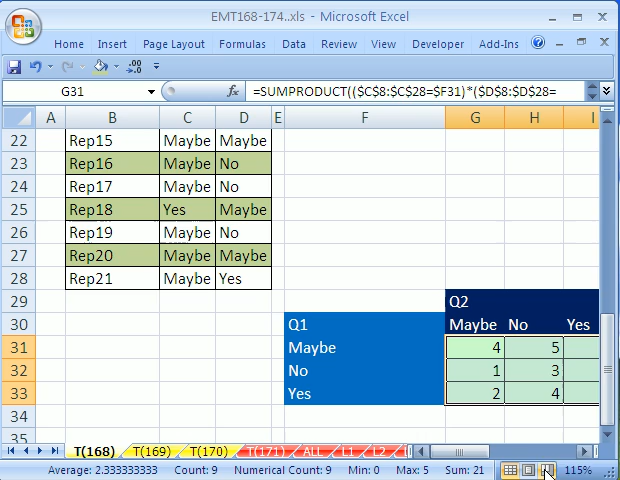 EMT168-174..xls - Microsoft Excel
Home Insert Page Layout Formulas Data Review View Developer Add-Ins
G31 fx =SUMPRODUCT(($C$8:$C$28=$F31)*($D$8:$D$28=
A B C D E F G H I
22 Rep15 Maybe Maybe
23 Rep16 Maybe No
24 Rep17 Maybe No
25 Rep18 Yes Maybe
26 Rep19 Maybe No
27 Rep20 Maybe Maybe
28 Rep21 Maybe Yes
29 Q2
30 Q1 Maybe No Yes
31 Maybe 4 5
32 No 1 3
33 Yes 2 4
34
35
T(168) T(169) T(170) T(171) ALL L1 L2
Average: 2.333333333 Count: 9 Numerical Count: 9 Min: 0 Max: 5 Sum: 21 115%